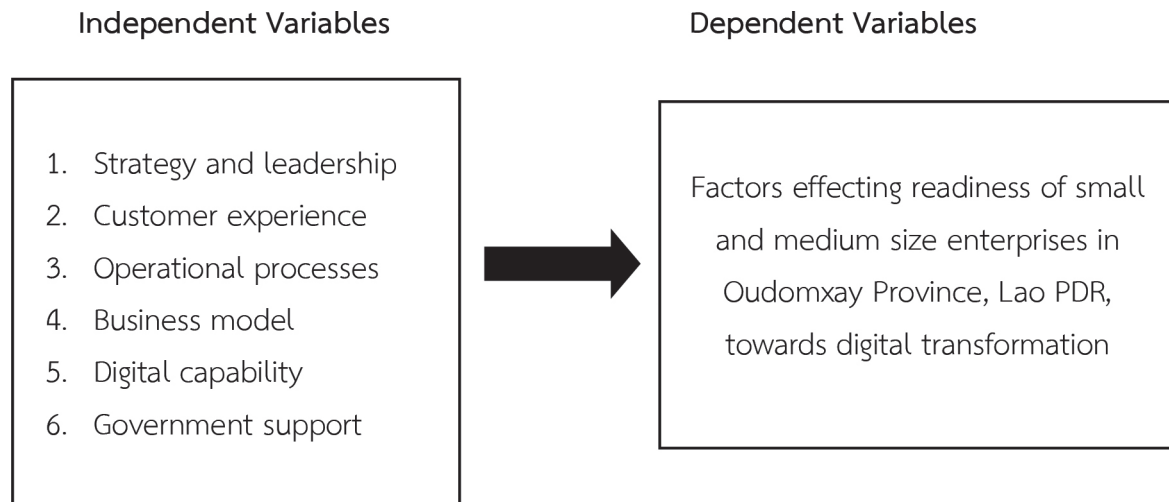 Independent Variables
1. Strategy and leadership
2. Customer experience
3. Operational processes
4. Business model
5. Digital capability
6. Government support
Dependent Variables
Factors effecting readiness of small
and medium size enterprises in
Oudomxay Province, Lao PDR,
towards digital transformation